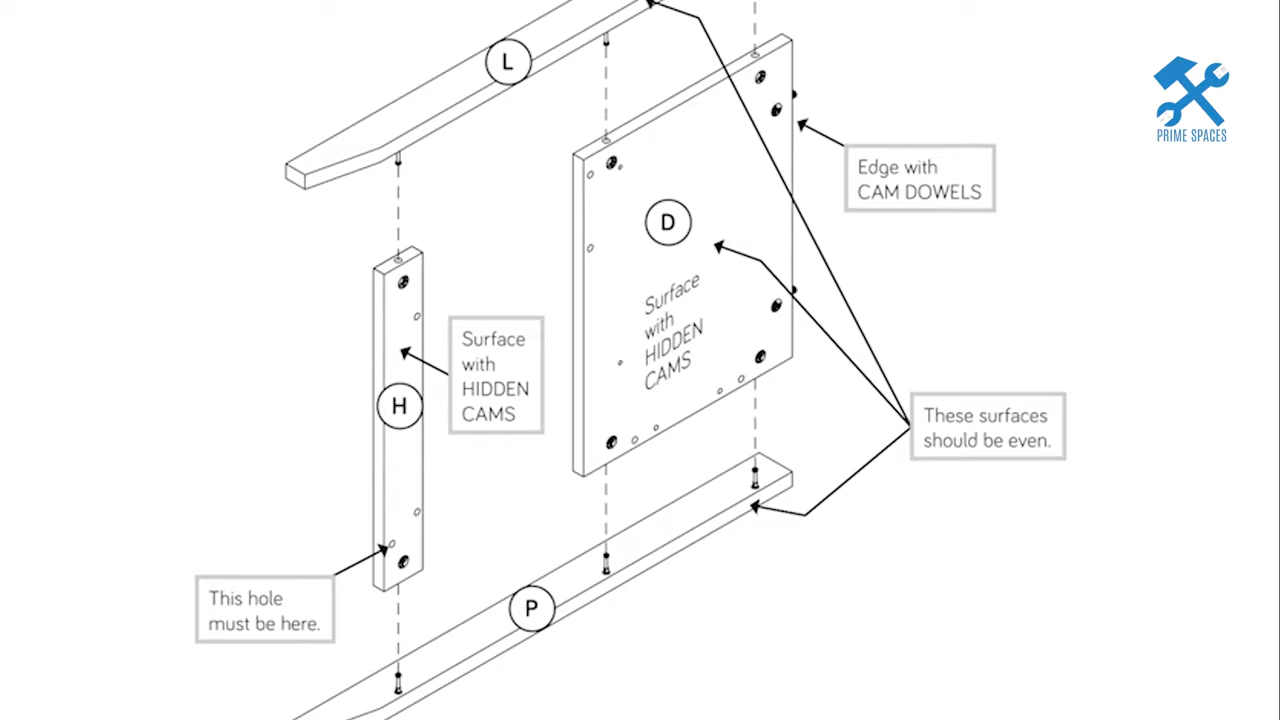 L
PRIME SPACES
Edge with
CAM DOWELS
D
Surface
with
HIDDEN
CAMS
Surface
with
HIDDEN
CAMS
H
These surfaces
should be even.
This hole
must be here.
P